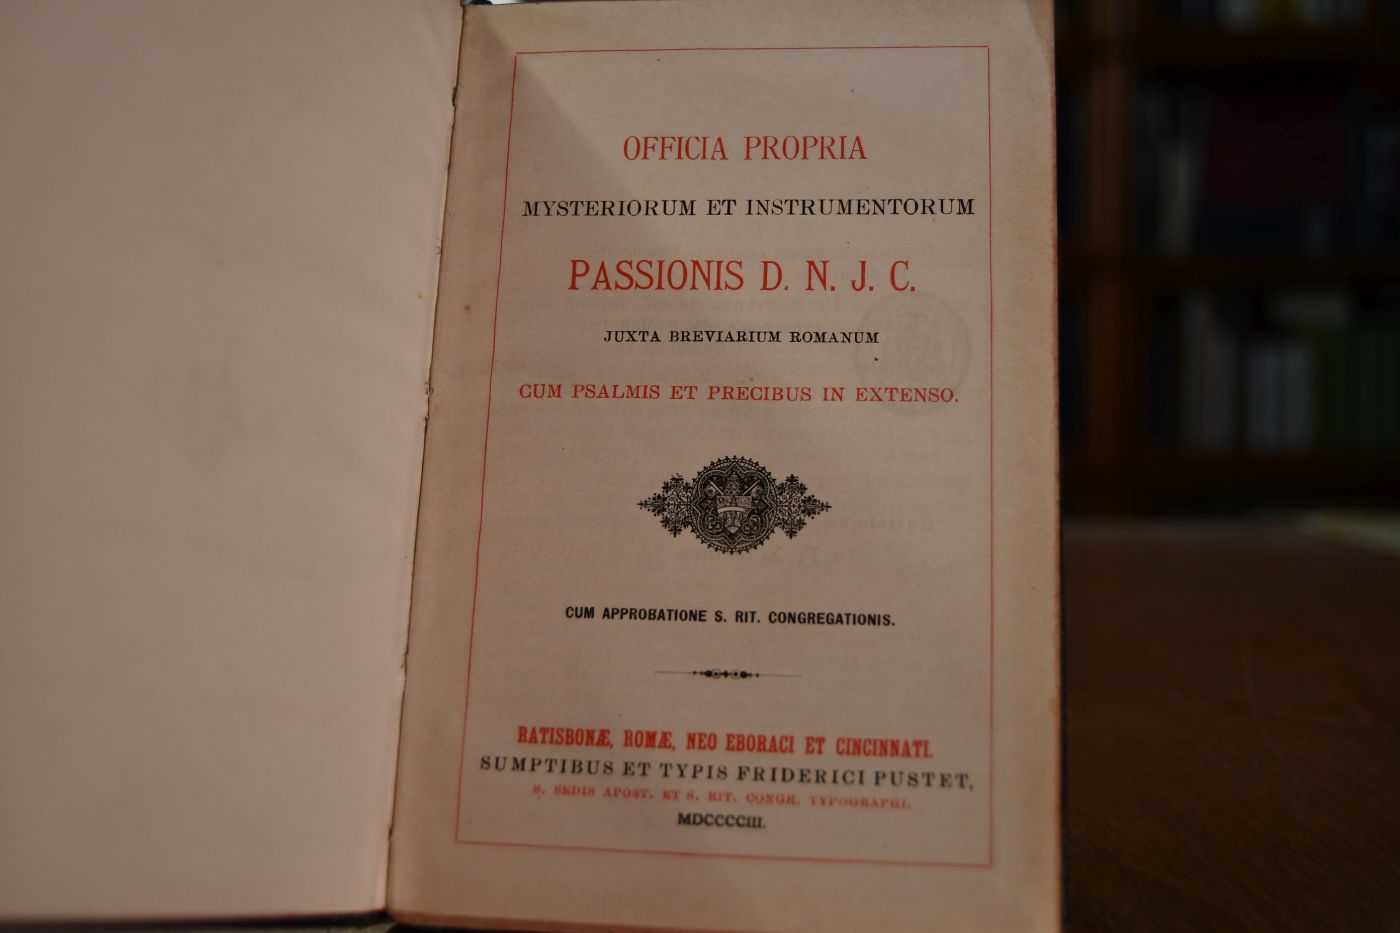 OFFICIA PROPRIA
MYSTERIORUM ET INSTRUMENTORUM
PASSIONIS D. N. J. C.
JUXTA BREVIARIUM ROMANUM
CUM PSALMIS ET PRECIBUS IN EXTENSO.
CUM APPROBATIONE S. RIT. CONGREGATIONIS.
RATISBONÆ, ROMÆ, NEO EBORACI ET CINCINNATI.
SUMPTIBUS ET TYPIS FRIDERICI PUSTET,
S. SEDIS APOST. ET S. RIT. CONGR. TYPOGRAPHI.
MDCCCCIII.